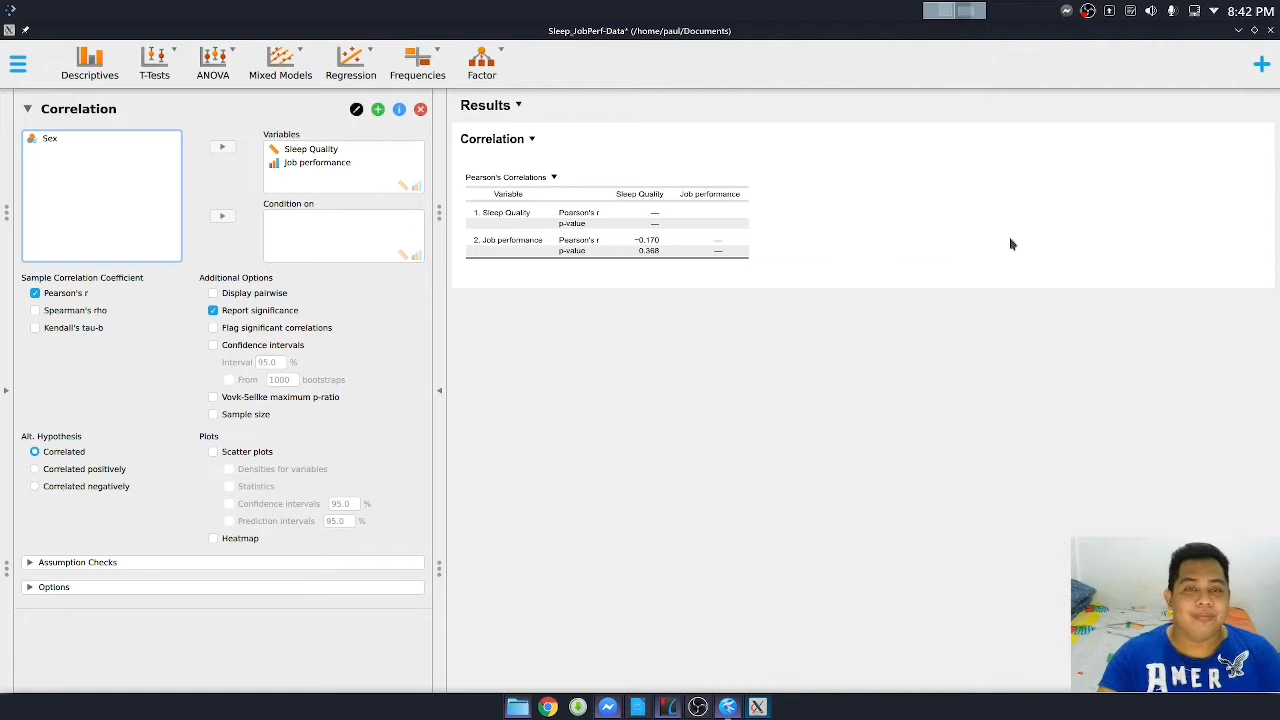 8:42 PM
Sleep_JobPerf-Data* (/home/paul/Documents)
Descriptives
T-Tests
ANOVA
Mixed Models
Regression
Frequencies
Factor
Correlation
Sex
Variables
Sleep Quality
Job performance
Condition on
Sample Correlation Coefficient
Pearson's r
Spearman's rho
Kendall's tau-b
Additional Options
Display pairwise
Report significance
Flag significant correlations
Confidence intervals
Interval 95.0 %
From 1000 bootstraps
Vovk-Sellke maximum p-ratio
Sample size
Alt. Hypothesis
Correlated
Correlated positively
Correlated negatively
Plots
Scatter plots
Densities for variables
Statistics
Confidence intervals 95.0 %
Prediction intervals 95.0 %
Heatmap
Assumption Checks
Options
Results
Correlation
Pearson's Correlations
Variable Sleep Quality Job performance
1. Sleep Quality Pearson's r —
p-value —
2. Job performance Pearson's r −0.170 —
p-value 0.368 —
AMER